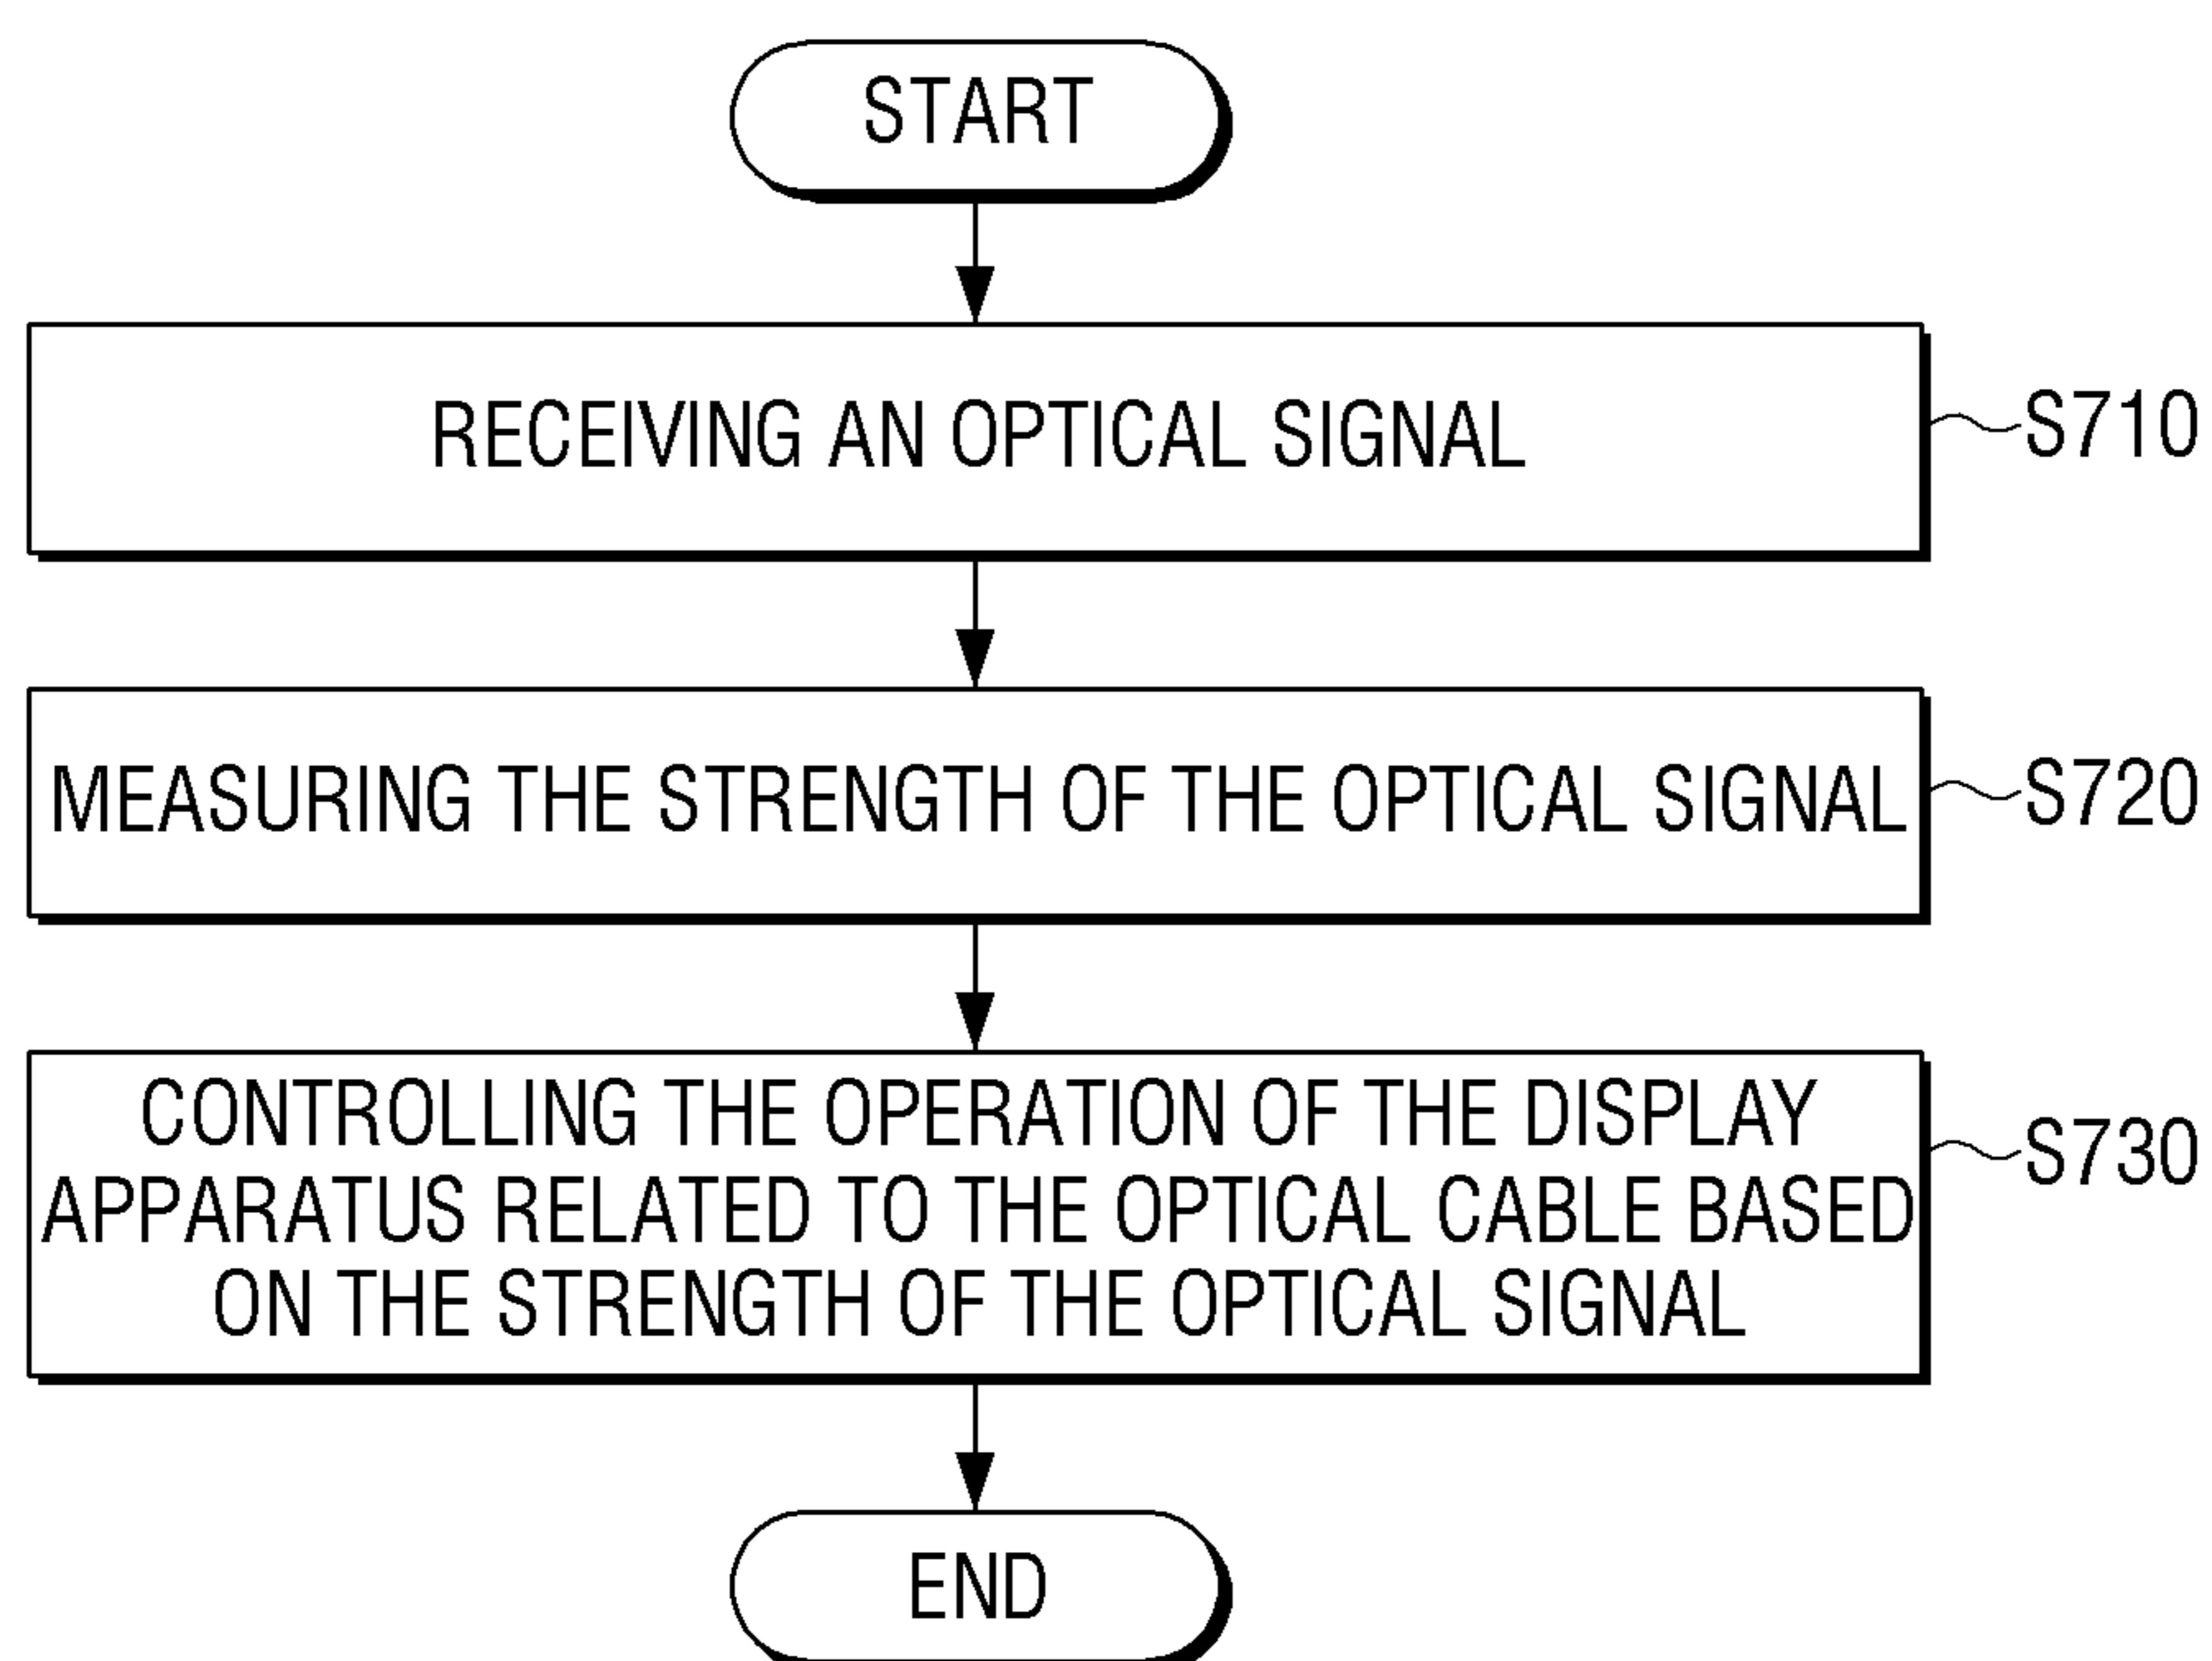 START
RECEIVING AN OPTICAL SIGNAL
S710
MEASURING THE STRENGTH OF THE OPTICAL SIGNAL
S720
CONTROLLING THE OPERATION OF THE DISPLAY
APPARATUS RELATED TO THE OPTICAL CABLE BASED
ON THE STRENGTH OF THE OPTICAL SIGNAL
S730
END